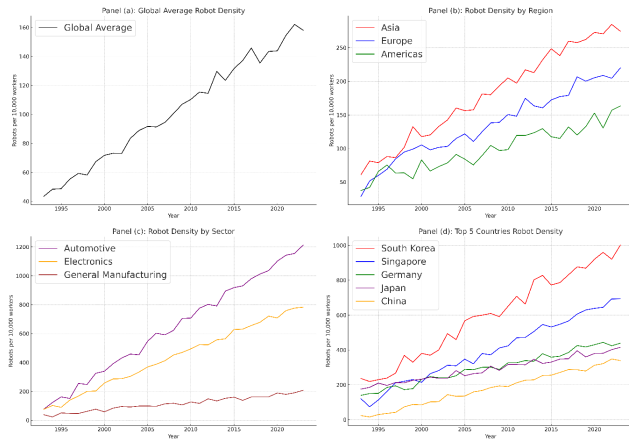 Panel (a): Global Average Robot Density
Global Average
Robots per 10,000 workers
160
140
120
100
80
60
40
1995
2000
2005
2010
2015
2020
Year
Panel (b): Robot Density by Region
Asia
Europe
Americas
Robots per 10,000 workers
250
200
150
100
50
1995
2000
2005
2010
2015
2020
Year
Panel (c): Robot Density by Sector
Automotive
Electronics
General Manufacturing
Robots per 10,000 workers
1200
1000
800
600
400
200
0
1995
2000
2005
2010
2015
2020
Year
Panel (d): Top 5 Countries Robot Density
South Korea
Singapore
Germany
Japan
China
Robots per 10,000 workers
1000
800
600
400
200
0
1995
2000
2005
2010
2015
2020
Year